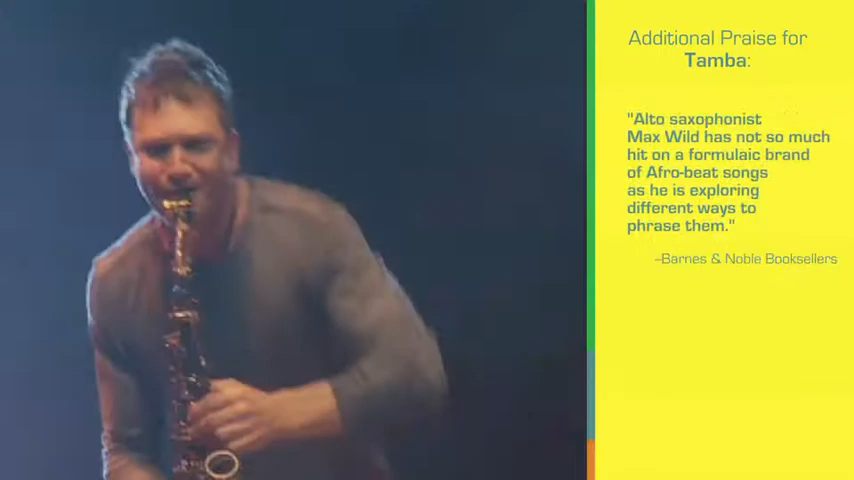 Additional Praise for
Tamba:
"Alto saxophonist
Max Wild has not so much
hit on a formulaic brand
of Afro-beat songs
as he is exploring
different ways to
phrase them."
–Barnes & Noble Booksellers